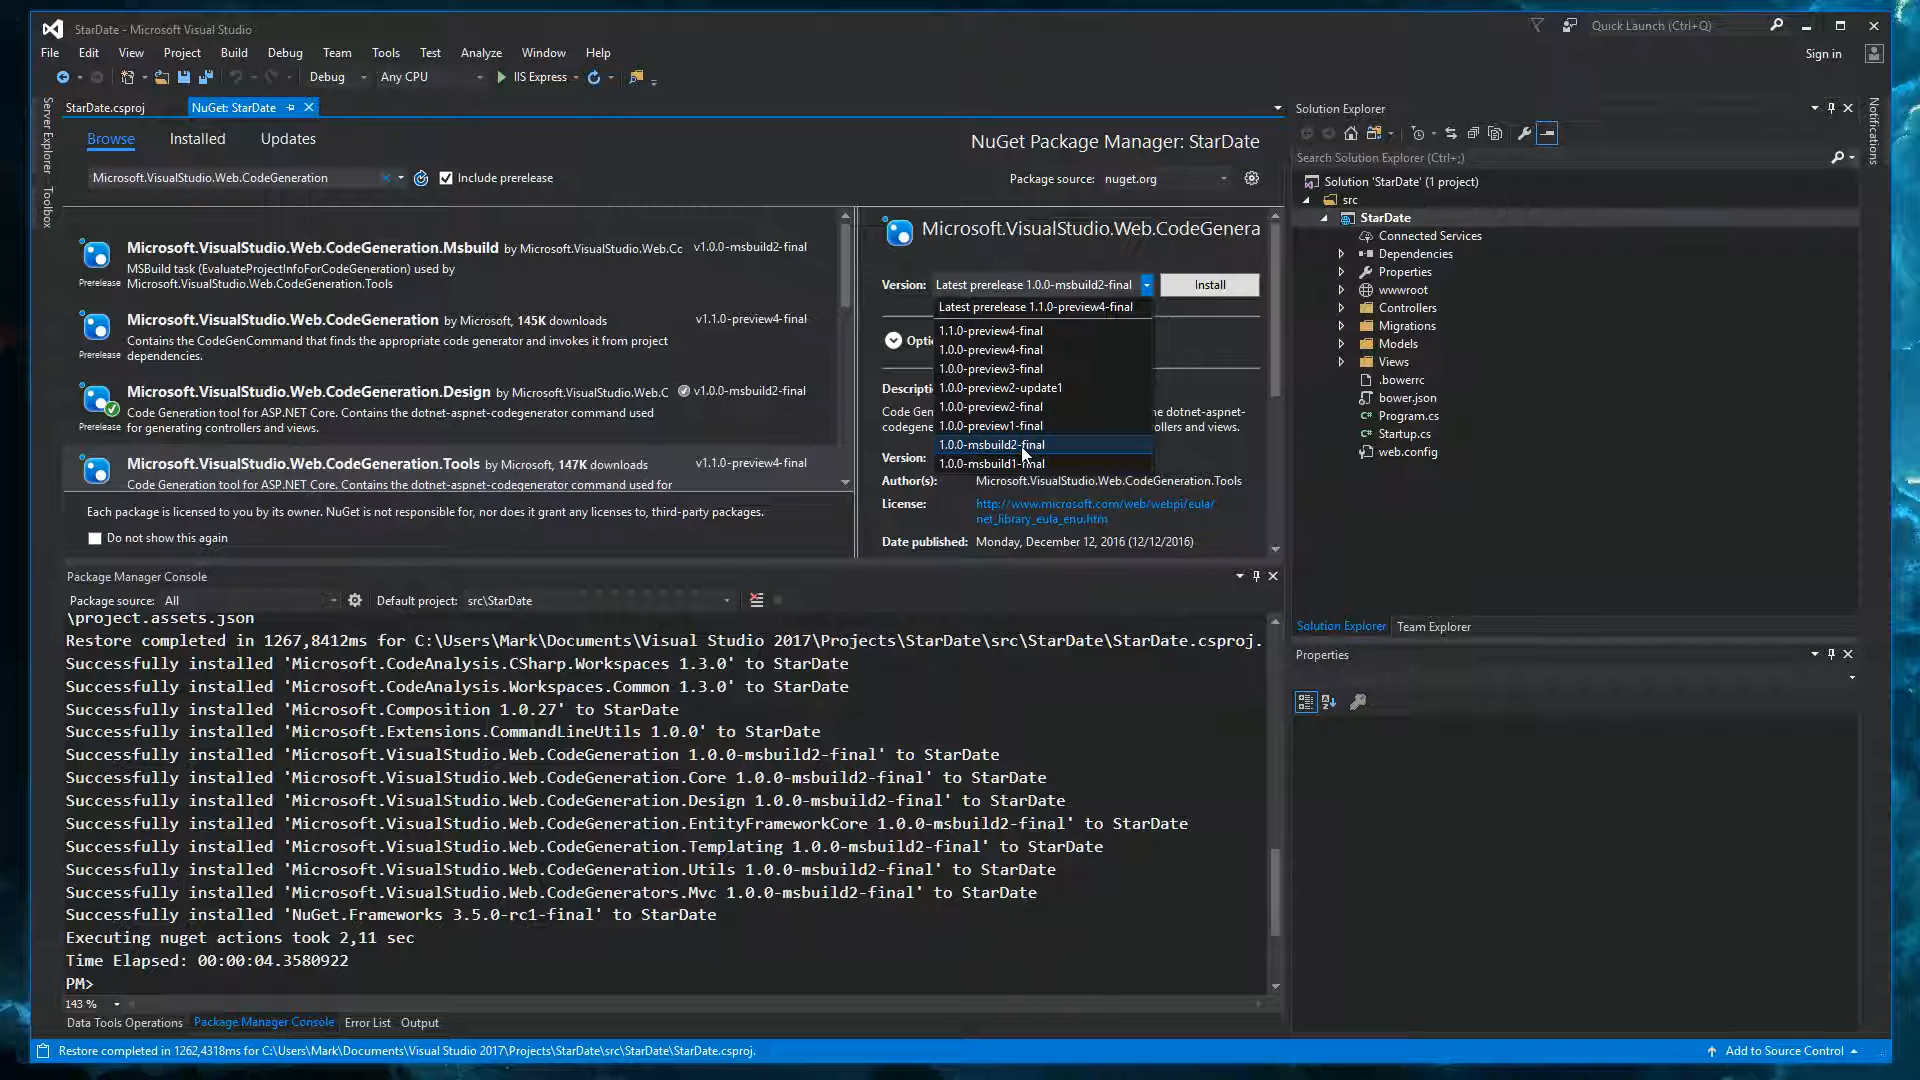 StarDate - Microsoft Visual Studio
Quick Launch (Ctrl+Q)
File Edit View Project Build Debug Team Tools Test Analyze Window Help
Sign in
Debug Any CPU IIS Express
Server Explorer
Toolbox
Notifications
StarDate.csproj NuGet: StarDate
Browse Installed Updates
NuGet Package Manager: StarDate
Microsoft.VisualStudio.Web.CodeGeneration
Include prerelease
Package source: nuget.org
Microsoft.VisualStudio.Web.CodeGeneration.Msbuild by Microsoft.VisualStudio.Web.Cc v1.0.0-msbuild2-final
MSBuild task (EvaluateProjectInfoForCodeGeneration) used by
Prerelease Microsoft.VisualStudio.Web.CodeGeneration.Tools
Microsoft.VisualStudio.Web.CodeGeneration by Microsoft, 145K downloads v1.1.0-preview4-final
Contains the CodeGenCommand that finds the appropriate code generator and invokes it from project
Prerelease dependencies.
Microsoft.VisualStudio.Web.CodeGeneration.Design by Microsoft.VisualStudio.Web.C v1.0.0-msbuild2-final
Code Generation tool for ASP.NET Core. Contains the dotnet-aspnet-codegenerator command used
Prerelease for generating controllers and views.
Microsoft.VisualStudio.Web.CodeGeneration.Tools by Microsoft, 147K downloads v1.1.0-preview4-final
Code Generation tool for ASP.NET Core. Contains the dotnet-aspnet-codegenerator command used for
Each package is licensed to you by its owner. NuGet is not responsible for, nor does it grant any licenses to, third-party packages.
Do not show this again
Microsoft.VisualStudio.Web.CodeGenera
Version: Latest prerelease 1.0.0-msbuild2-final Install
Latest prerelease 1.1.0-preview4-final
1.1.0-preview4-final
1.0.0-preview4-final
1.0.0-preview3-final
1.0.0-preview2-update1
1.0.0-preview2-final
1.0.0-preview1-final
1.0.0-msbuild2-final
1.0.0-msbuild1-final
Optio
Descripti
Code Gen
ne dotnet-aspnet-
codegene
ollers and views.
Version:
Author(s): Microsoft.VisualStudio.Web.CodeGeneration.Tools
License: http://www.microsoft.com/web/webpi/eula/
net_library_eula_enu.htm
Date published: Monday, December 12, 2016 (12/12/2016)
Solution Explorer
Search Solution Explorer (Ctrl+;)
Solution 'StarDate' (1 project)
src
StarDate
Connected Services
Dependencies
Properties
wwwroot
Controllers
Migrations
Models
Views
.bowerrc
bower.json
Program.cs
Startup.cs
web.config
Solution Explorer Team Explorer
Properties
Package Manager Console
Package source: All Default project: src\StarDate
\project.assets.json
Restore completed in 1267,8412ms for C:\Users\Mark\Documents\Visual Studio 2017\Projects\StarDate\src\StarDate\StarDate.csproj.
Successfully installed 'Microsoft.CodeAnalysis.CSharp.Workspaces 1.3.0' to StarDate
Successfully installed 'Microsoft.CodeAnalysis.Workspaces.Common 1.3.0' to StarDate
Successfully installed 'Microsoft.Composition 1.0.27' to StarDate
Successfully installed 'Microsoft.Extensions.CommandLineUtils 1.0.0' to StarDate
Successfully installed 'Microsoft.VisualStudio.Web.CodeGeneration 1.0.0-msbuild2-final' to StarDate
Successfully installed 'Microsoft.VisualStudio.Web.CodeGeneration.Core 1.0.0-msbuild2-final' to StarDate
Successfully installed 'Microsoft.VisualStudio.Web.CodeGeneration.Design 1.0.0-msbuild2-final' to StarDate
Successfully installed 'Microsoft.VisualStudio.Web.CodeGeneration.EntityFrameworkCore 1.0.0-msbuild2-final' to StarDate
Successfully installed 'Microsoft.VisualStudio.Web.CodeGeneration.Templating 1.0.0-msbuild2-final' to StarDate
Successfully installed 'Microsoft.VisualStudio.Web.CodeGeneration.Utils 1.0.0-msbuild2-final' to StarDate
Successfully installed 'Microsoft.VisualStudio.Web.CodeGenerators.Mvc 1.0.0-msbuild2-final' to StarDate
Successfully installed 'NuGet.Frameworks 3.5.0-rc1-final' to StarDate
Executing nuget actions took 2,11 sec
Time Elapsed: 00:00:04.3580922
PM>
143 %
Data Tools Operations Package Manager Console Error List Output
Restore completed in 1262,4318ms for C:\Users\Mark\Documents\Visual Studio 2017\Projects\StarDate\src\StarDate\StarDate.csproj.
Add to Source Control